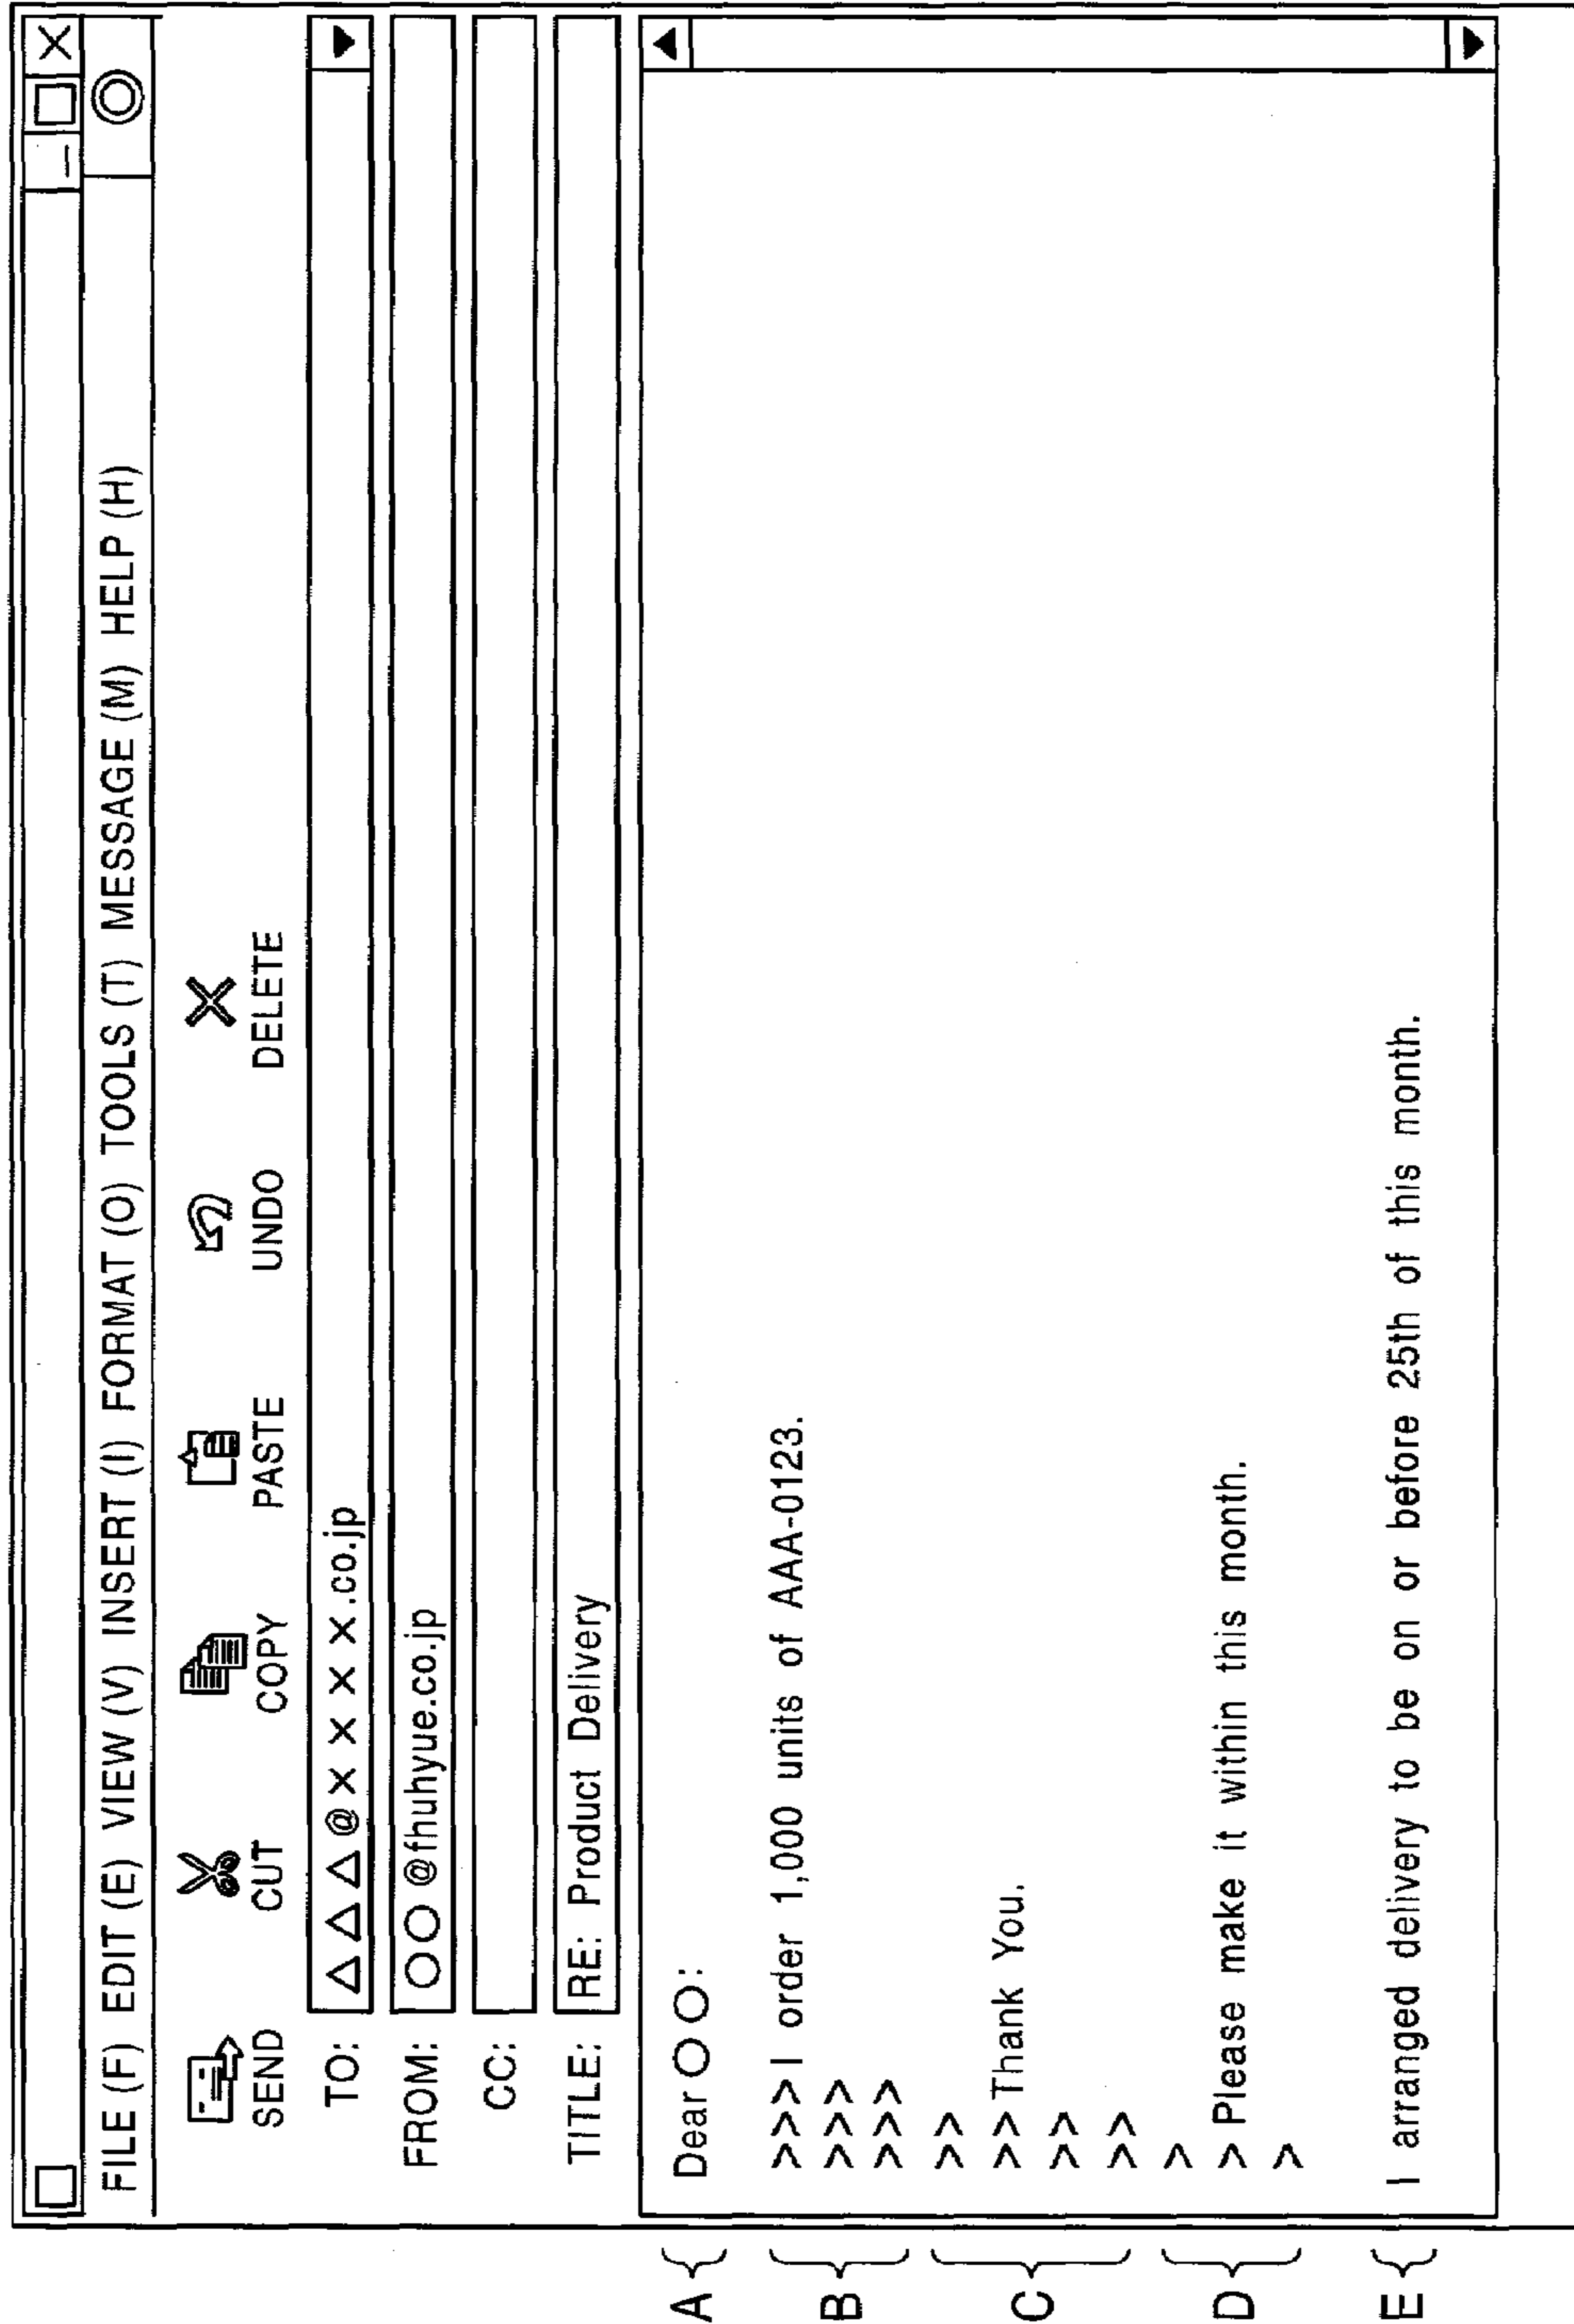 FILE (F) EDIT (E) VIEW (V) INSERT (I) FORMAT (O) TOOLS (T) MESSAGE (M) HELP (H)
SEND CUT COPY PASTE UNDO DELETE
TO: △△△@×××××.co.jp
FROM: ○○@fhuhyue.co.jp
CC:
TITLE: RE: Product Delivery
A Dear ○○:
>>> I order 1,000 units of AAA-0123.
B >>>
>>>
>>
C >> Thank You.
>>
>>
>
D > Please make it within this month.
>
E I arranged delivery to be on or before 25th of this month.